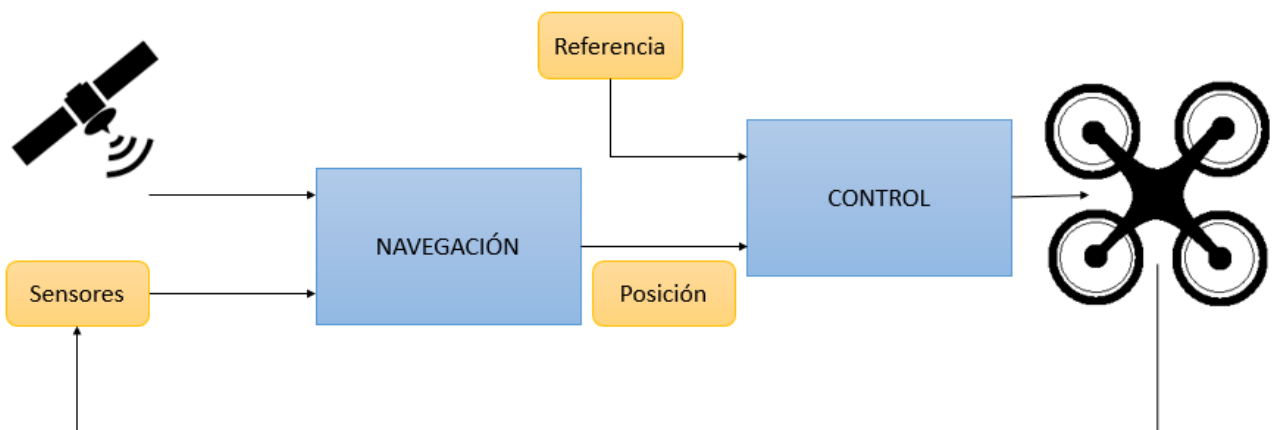 Referencia
CONTROL
NAVEGACIÓN
Sensores
Posición